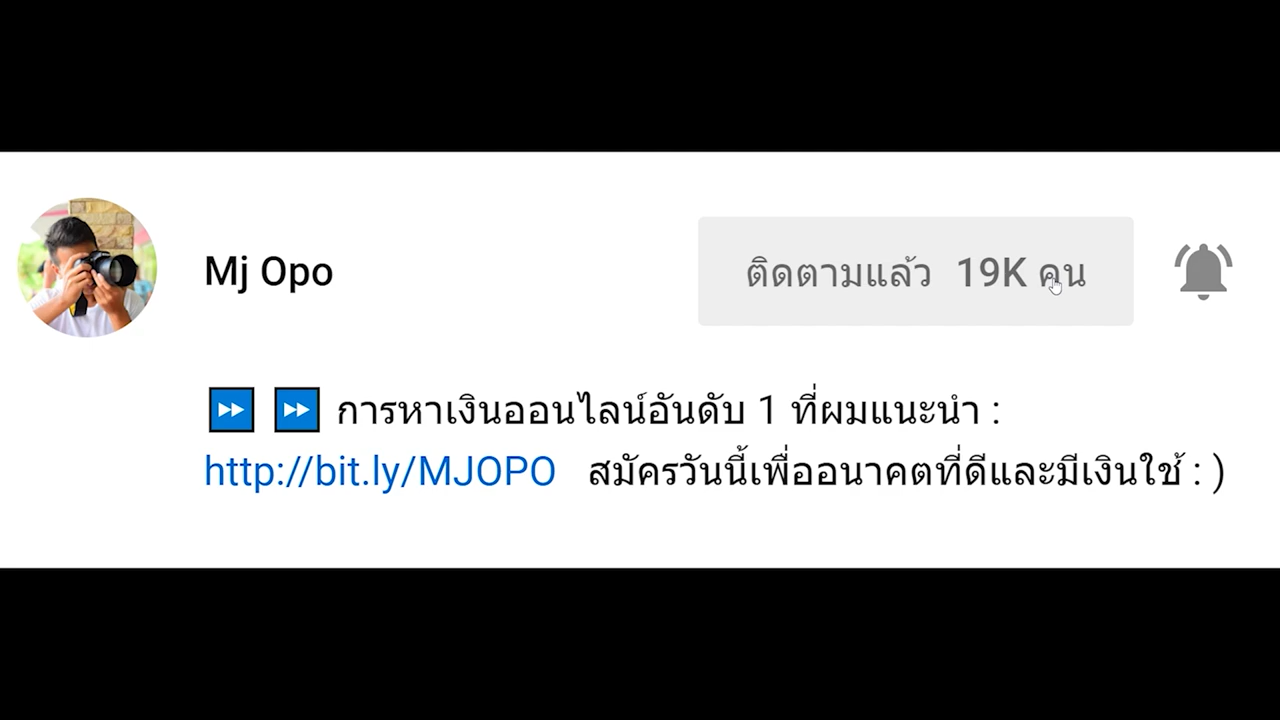 Mj Opo
ติดตามแล้ว 19K คน
⏩ ⏩ การหาเงินออนไลน์อันดับ 1 ที่ผมแนะนำ :
http://bit.ly/MJOPO สมัครวันนี้เพื่ออนาคตที่ดีและมีเงินใช้ : )